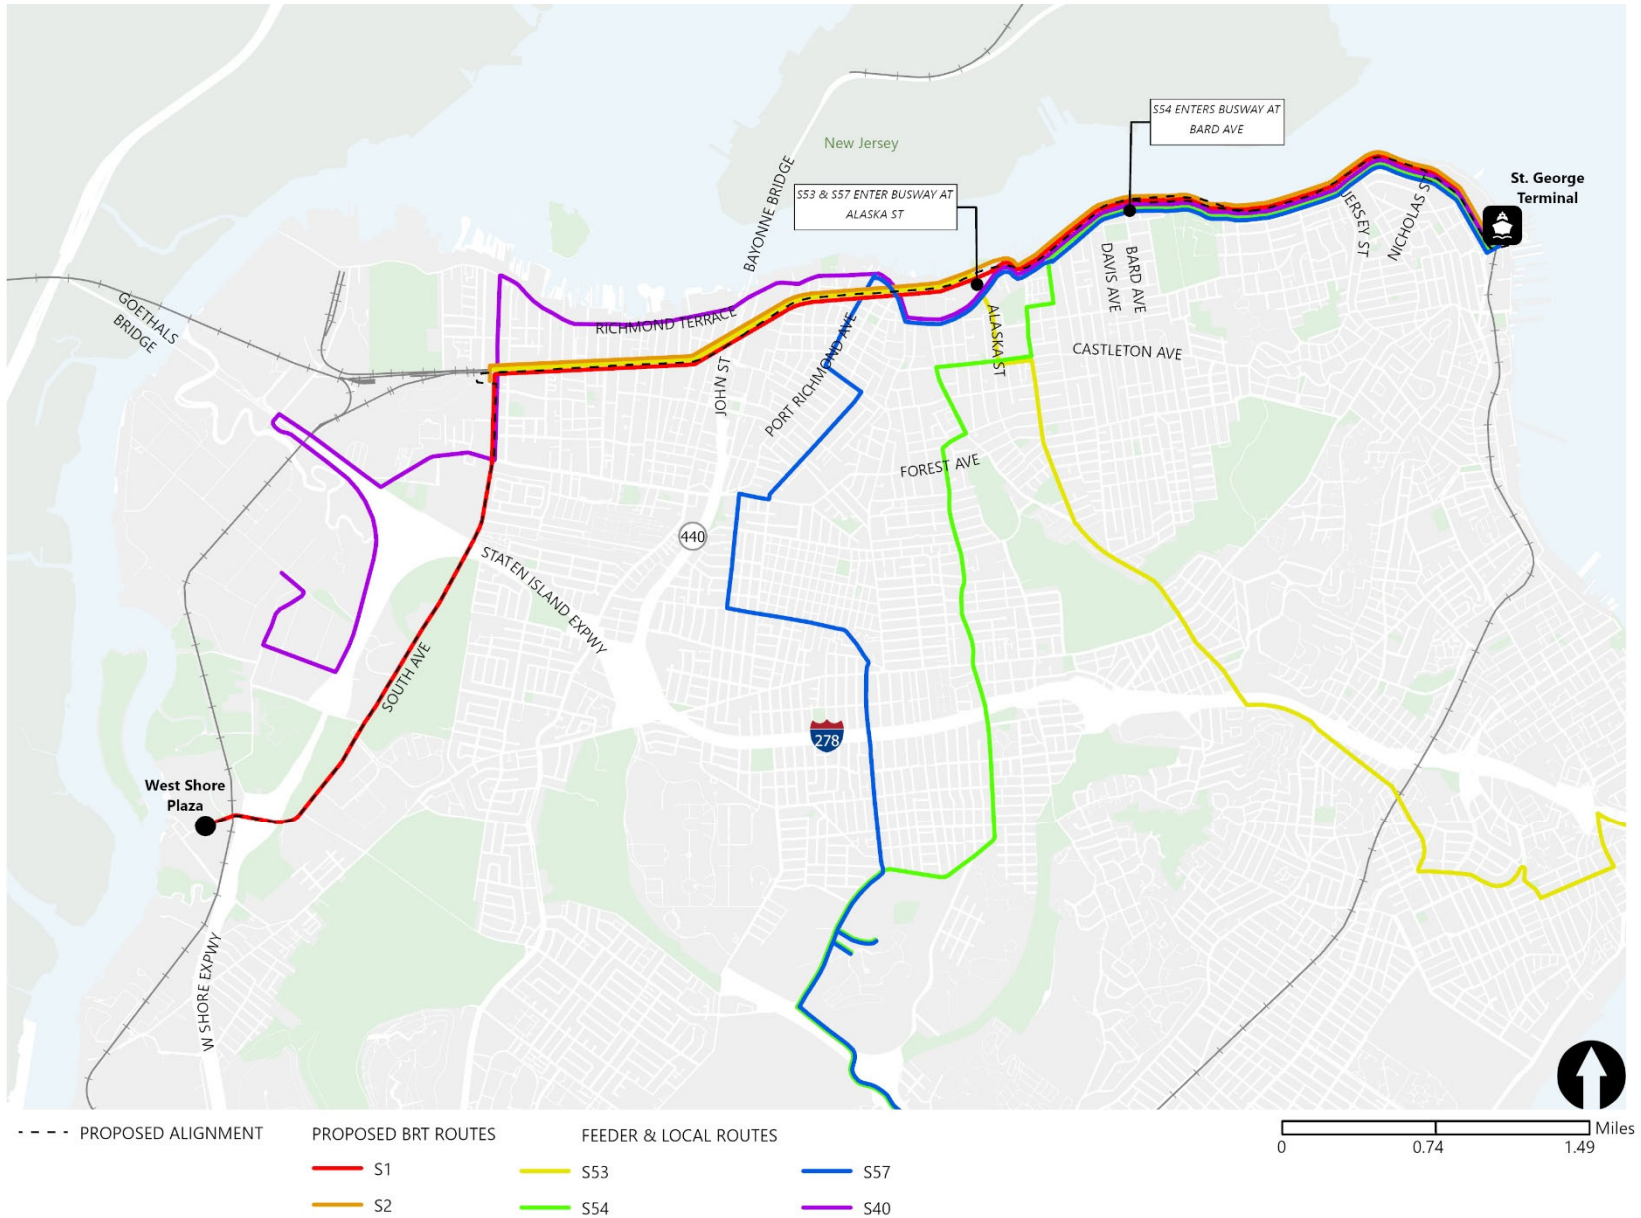 S54 ENTERS BUSWAY AT
BARD AVE
New Jersey
BAYONNE BRIDGE
S53 & S57 ENTER BUSWAY AT
ALASKA ST
St. George
Terminal
JERSEY ST
NICHOLAS ST
BARD AVE
DAVIS AVE
GOETHALS
BRIDGE
RICHMOND TERRACE
ALASKA ST
CASTLETON AVE
JOHN ST
PORT RICHMOND AVE
FOREST AVE
440
STATEN ISLAND EXPWY
SOUTH AVE
278
West Shore
Plaza
W SHORE EXPWY
PROPOSED ALIGNMENT
PROPOSED BRT ROUTES
FEEDER & LOCAL ROUTES
S1
S2
S53
S54
S57
S40
Miles
0 0.74 1.49